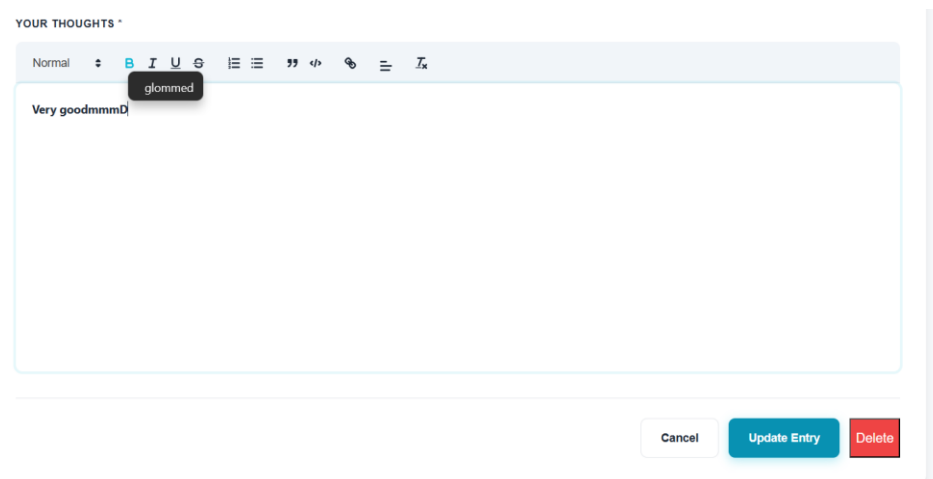 YOUR THOUGHTS *
Normal B I U S
glommed
Very goodmmmD
Cancel Update Entry Delete